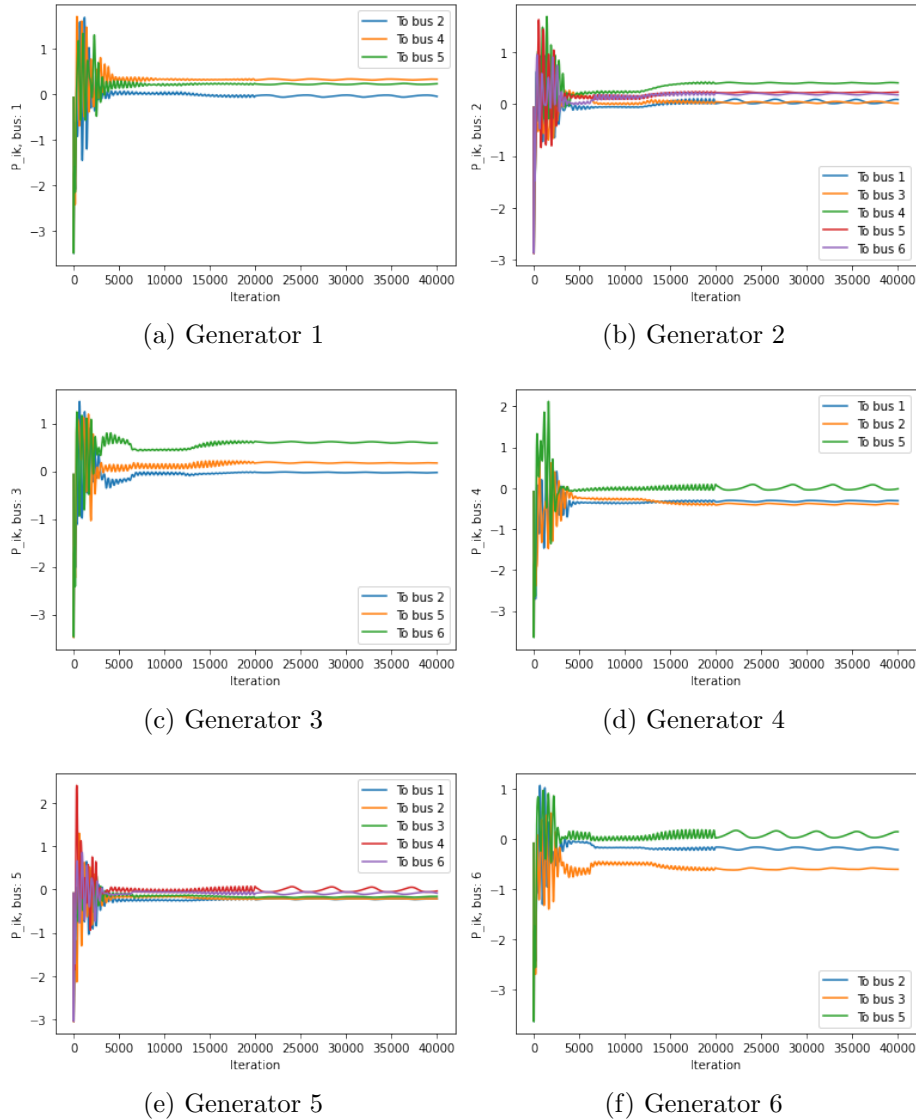 To bus 2
To bus 4
To bus 5
P_ik, bus: 1
1
0
−1
−2
−3
0 5000 10000 15000 20000 25000 30000 35000 40000
Iteration
(a) Generator 1
P_ik, bus: 2
1
0
−1
−2
−3
To bus 1
To bus 3
To bus 4
To bus 5
To bus 6
0 5000 10000 15000 20000 25000 30000 35000 40000
Iteration
(b) Generator 2
P_ik, bus: 3
1
0
−1
−2
−3
To bus 2
To bus 5
To bus 6
0 5000 10000 15000 20000 25000 30000 35000 40000
Iteration
(c) Generator 3
To bus 1
To bus 2
To bus 5
P_ik, bus: 4
2
1
0
−1
−2
−3
0 5000 10000 15000 20000 25000 30000 35000 40000
Iteration
(d) Generator 4
To bus 1
To bus 2
To bus 3
To bus 4
To bus 6
P_ik, bus: 5
2
1
0
−1
−2
−3
0 5000 10000 15000 20000 25000 30000 35000 40000
Iteration
(e) Generator 5
P_ik, bus: 6
1
0
−1
−2
−3
To bus 2
To bus 3
To bus 5
0 5000 10000 15000 20000 25000 30000 35000 40000
Iteration
(f) Generator 6